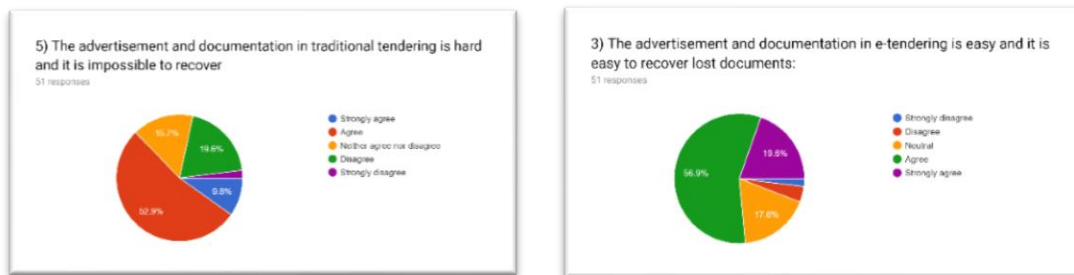 5) The advertisement and documentation in traditional tendering is hard
and it is impossible to recover
51 responses
Strongly agree
Agree
Neither agree nor disagree
Disagree
Strongly disagree
15.7%
19.6%
9.8%
52.9%
3) The advertisement and documentation in e-tendering is easy and it is
easy to recover lost documents:
51 responses
Strongly disagree
Disagree
Neutral
Agree
Strongly agree
19.6%
56.9%
17.6%